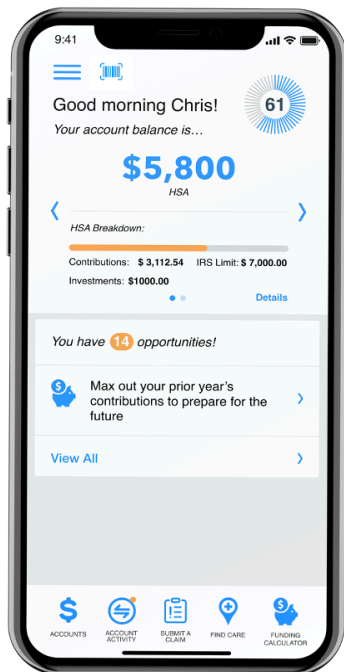 9:41
Good morning Chris!
61
Your account balance is...
$5,800
HSA
HSA Breakdown:
Contributions: $ 3,112.54 IRS Limit: $ 7,000.00
Investments: $1000.00
Details
You have 14 opportunities!
Max out your prior year's
contributions to prepare for the
future
View All
ACCOUNTS
ACCOUNT
ACTIVITY
SUBMIT A
CLAIM
FIND CARE
FUNDING
CALCULATOR